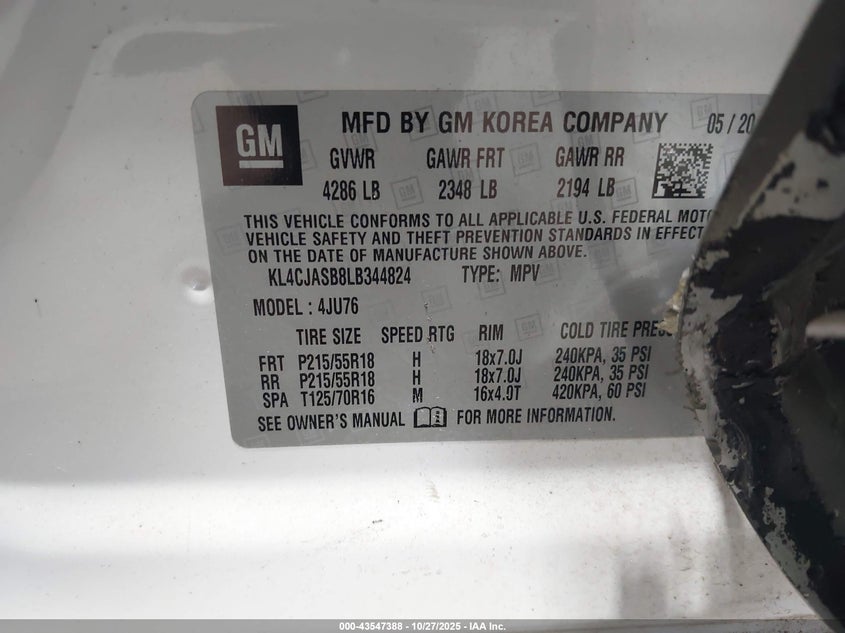 GM MFD BY GM KOREA COMPANY 05 / 20
GVWR GAWR FRT GAWR RR
4286 LB 2348 LB 2194 LB
THIS VEHICLE CONFORMS TO ALL APPLICABLE U.S. FEDERAL MOTO
VEHICLE SAFETY AND THEFT PREVENTION STANDARDS IN EFFECT
ON THE DATE OF MANUFACTURE SHOWN ABOVE.
KL4CJASB8LB344824 TYPE: MPV
MODEL : 4JU76
TIRE SIZE SPEED RTG RIM COLD TIRE PRES
FRT P215/55R18 H 18x7.0J 240KPA, 35 PSI
RR P215/55R18 H 18x7.0J 240KPA, 35 PSI
SPA T125/70R16 M 16x4.0T 420KPA, 60 PSI
SEE OWNER'S MANUAL FOR MORE INFORMATION.
000-43547388 - 10/27/2025 - IAA Inc.